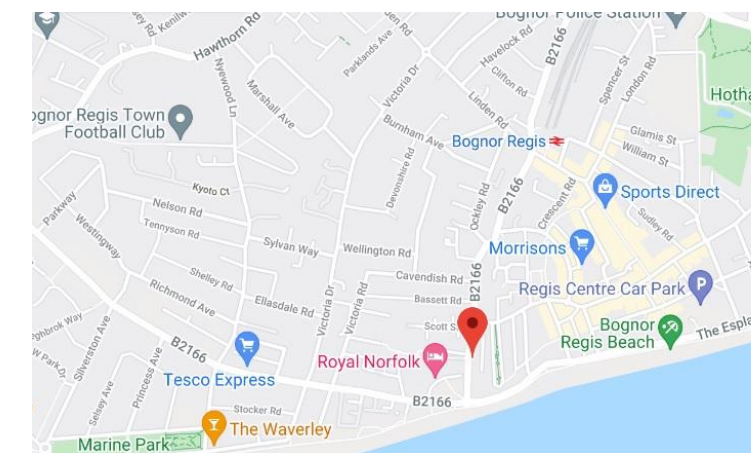 Bognor Police Station
Hawthorn Rd
Parklands Ave
Havelock Rd
B2166
Clifton Rd
Spencer St
London Rd
Nyewood Ln
Marshall Ave
Victoria Dr
Linden Rd
Hotha
ognor Regis Town
Football Club
Burnham Ave
Bognor Regis
Glamis St
William St
Devonshire Rd
Kyoto Ct
Ockley Rd
B2166
Crescent Rd
Sports Direct
Parkway
Nelson Rd
Tennyson Rd
Sudley Rd
Westingway
Sylvan Way
Wellington Rd
Morrisons
Shelley Rd
Cavendish Rd
B2166
Richmond Ave
Ellasdale Rd
Victoria Dr
Victoria Rd
Bassett Rd
Regis Centre Car Park
P
Scott S
Bognor
Regis Beach
The Espla
Silverston Ave
B2166
Royal Norfolk
Princess Ave
Tesco Express
Selsey Ave
B2166
Stocker Rd
The Waverley
Marine Park